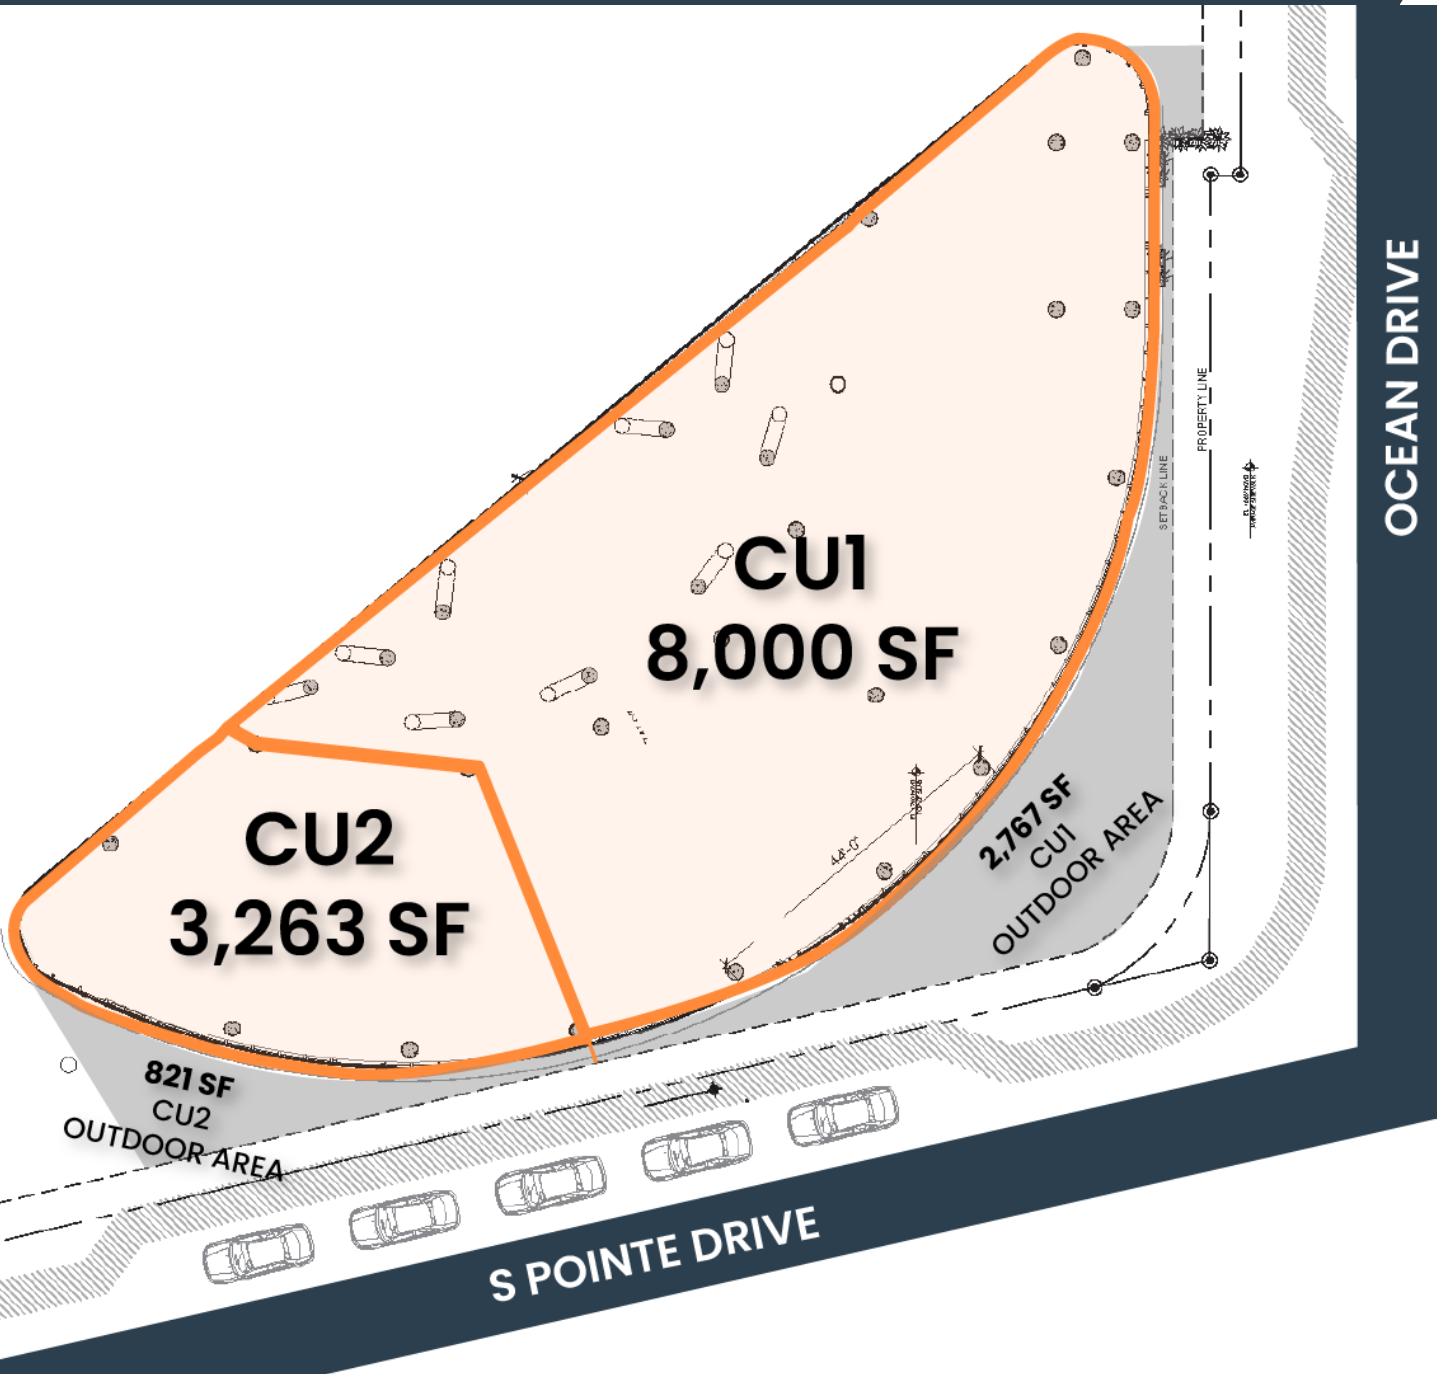 OCEAN DRIVE
PROPERTY LINE
SETBACK LINE
CU1
8,000 SF
44'-0"
2,767 SF
CU1
OUTDOOR AREA
CU2
3,263 SF
821 SF
CU2
OUTDOOR AREA
S POINTE DRIVE